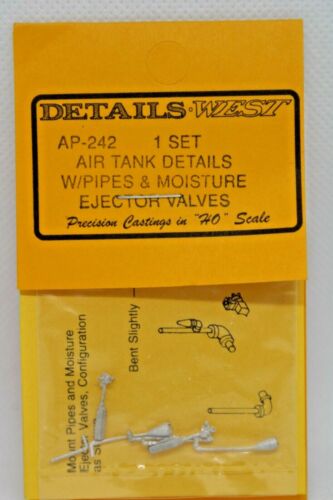 DETAILS WEST
AP-242 1 SET
AIR TANK DETAILS
W/PIPES & MOISTURE
EJECTOR VALVES
Precision Castings in "HO" Scale
Mount Pipes and Moisture
Ejector Valves, Configuration
as
Bent Slightly